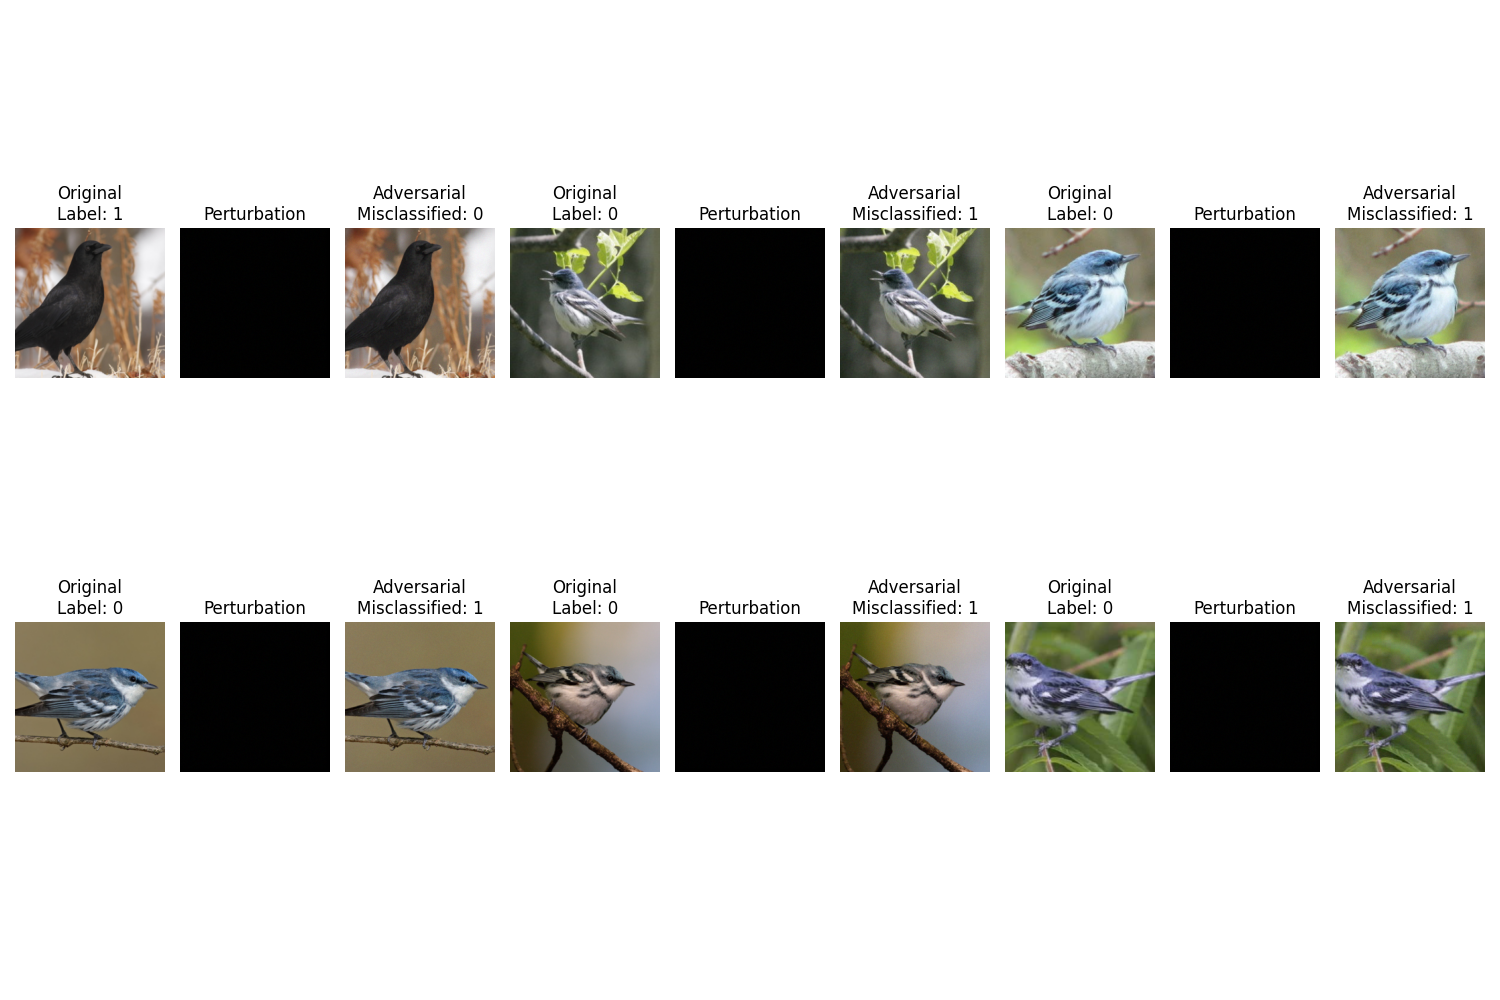 Original
Label: 1
Perturbation
Adversarial
Misclassified: 0
Original
Label: 0
Perturbation
Adversarial
Misclassified: 1
Original
Label: 0
Perturbation
Adversarial
Misclassified: 1
Original
Label: 0
Perturbation
Adversarial
Misclassified: 1
Original
Label: 0
Perturbation
Adversarial
Misclassified: 1
Original
Label: 0
Perturbation
Adversarial
Misclassified: 1